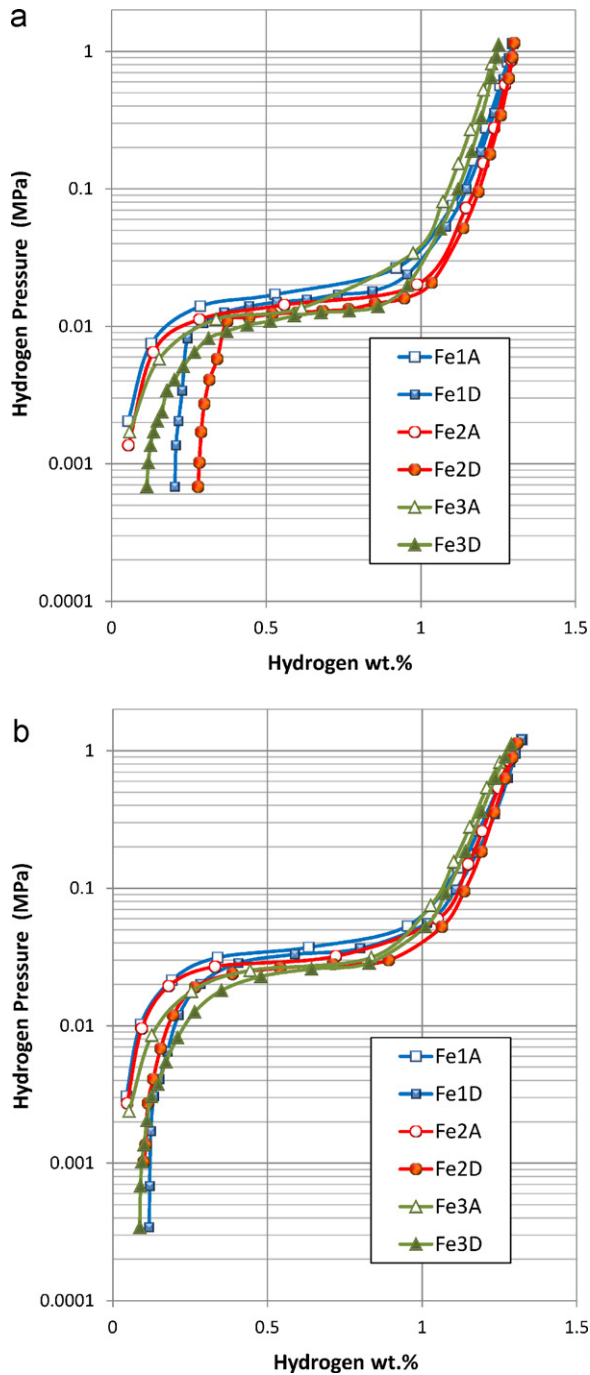 a
1
0.1
0.01
0.001
0.0001
Hydrogen Pressure (MPa)
Fe1A
Fe1D
Fe2A
Fe2D
Fe3A
Fe3D
0 0.5 1 1.5
Hydrogen wt.%
b
1
0.1
0.01
0.001
0.0001
Hydrogen Pressure (MPa)
Fe1A
Fe1D
Fe2A
Fe2D
Fe3A
Fe3D
0 0.5 1 1.5
Hydrogen wt.%